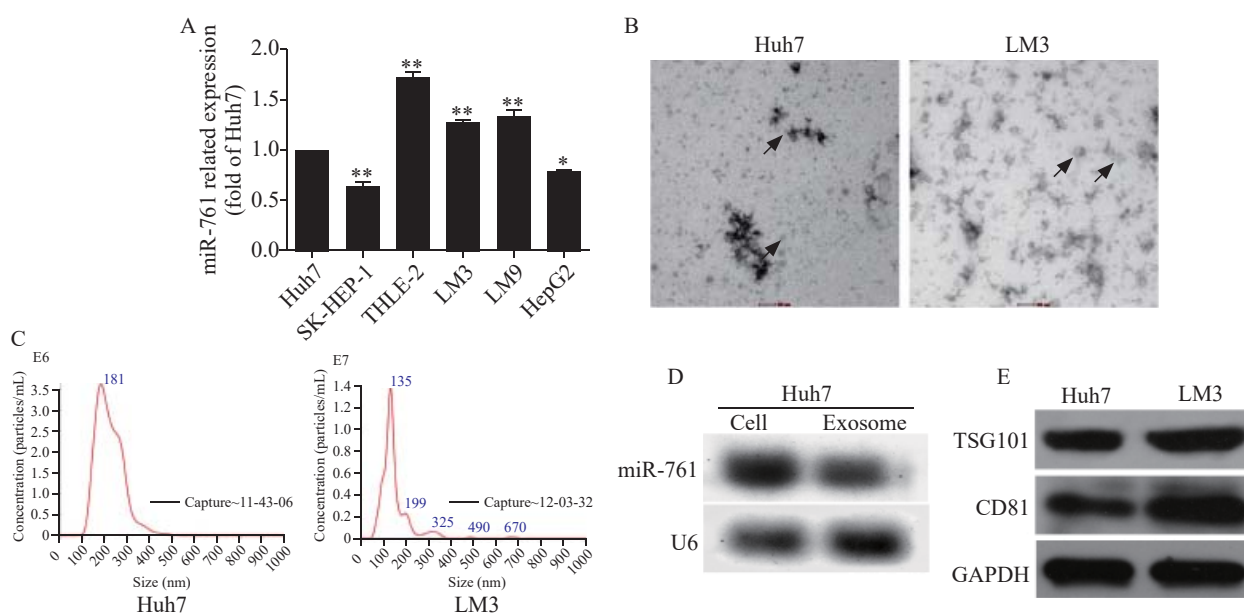 A
miR-761 related expression
(fold of Huh7)
2.0
1.5
1.0
0.5
0.0
**
**
**
**
*
Huh7
SK-HEP-1
THLE-2
LM3
LM9
HepG2
B
Huh7
LM3
C
E6
Concentration (particles/mL)
3.5
3.0
2.5
2.0
1.5
1.0
0.5
0
181
Capture~11-43-06
0
100
200
300
400
500
600
700
800
900
1000
Size (nm)
Huh7
E7
Concentration (particles/mL)
1.4
1.2
1.0
0.8
0.6
0.4
0.2
0
135
199
325
490
670
Capture~12-03-32
0
100
200
300
400
500
600
700
800
900
1000
Size (nm)
LM3
D
Huh7
Cell Exosome
miR-761
U6
E
Huh7 LM3
TSG101
CD81
GAPDH